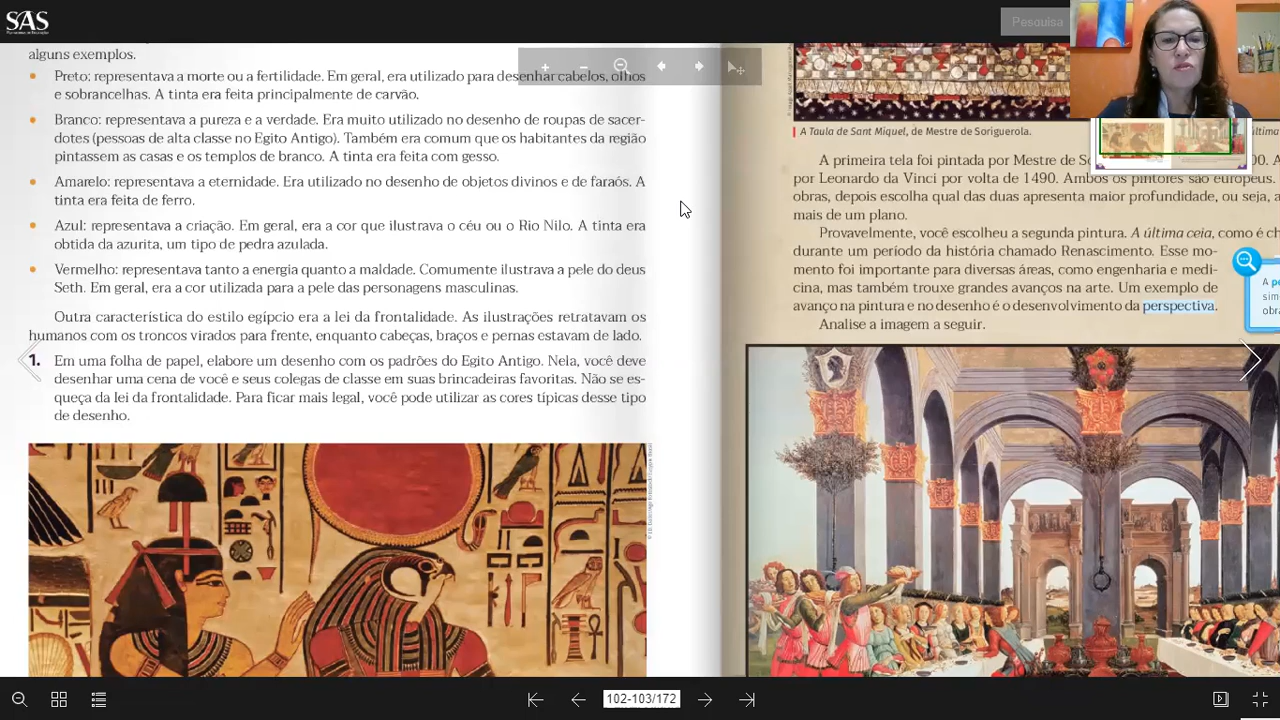 SAS
Pesquisa
alguns exemplos.
Preto: representava a morte ou a fertilidade. Em geral, era utilizado para desenhar cabelos, olhos
e sobrancelhas. A tinta era feita principalmente de carvão.
Branco: representava a pureza e a verdade. Era muito utilizado no desenho de roupas de sacer-
dotes (pessoas de alta classe no Egito Antigo). Também era comum que os habitantes da região
pintassem as casas e os templos de branco. A tinta era feita com gesso.
Amarelo: representava a eternidade. Era utilizado no desenho de objetos divinos e de faraós. A
tinta era feita de ferro.
Azul: representava a criação. Em geral, era a cor que ilustrava o céu ou o Rio Nilo. A tinta era
obtida da azurita, um tipo de pedra azulada.
Vermelho: representava tanto a energia quanto a maldade. Comumente ilustrava a pele do deus
Seth. Em geral, era a cor utilizada para a pele das personagens masculinas.
Outra característica do estilo egípcio era a lei da frontalidade. As ilustrações retratavam os
humanos com os troncos virados para frente, enquanto cabeças, braços e pernas estavam de lado.
1. Em uma folha de papel, elabore um desenho com os padrões do Egito Antigo. Nela, você deve
desenhar uma cena de você e seus colegas de classe em suas brincadeiras favoritas. Não se es-
queça da lei da frontalidade. Para ficar mais legal, você pode utilizar as cores típicas desse tipo
de desenho.
A Taula de Sant Miquel, de Mestre de Soriguerola.
A primeira tela foi pintada por Mestre de
por Leonardo da Vinci por volta de 1490. Ambos os pintores são europeus.
obras, depois escolha qual das duas apresenta maior profundidade, ou seja, a
mais de um plano.
Provavelmente, você escolheu a segunda pintura. A última ceia, como é
durante um período da história chamado Renascimento. Esse mo-
mento foi importante para diversas áreas, como engenharia e medi-
cina, mas também trouxe grandes avanços na arte. Um exemplo de
avanço na pintura e no desenho é o desenvolvimento da perspectiva.
Analise a imagem a seguir.
102-103/172